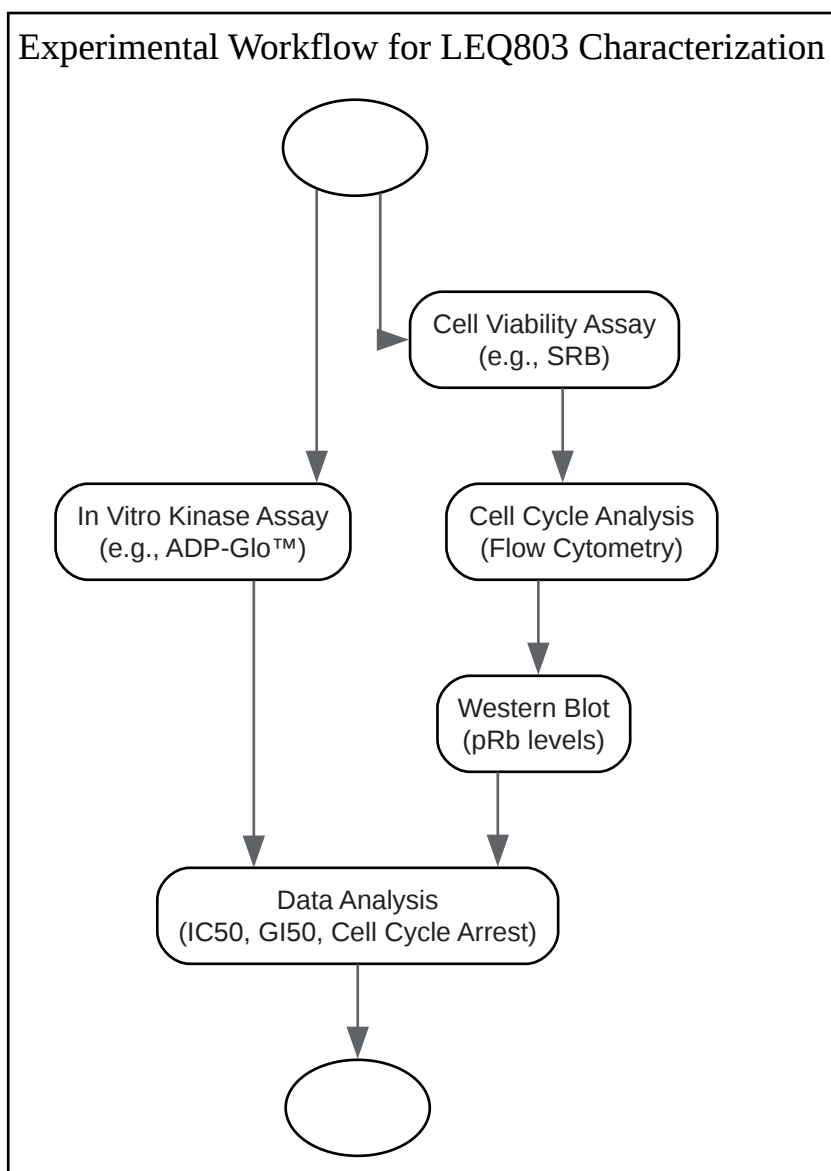 Experimental Workflow for LEQ803 Characterization
Cell Viability Assay
(e.g., SRB)
In Vitro Kinase Assay
(e.g., ADP-Glo™)
Cell Cycle Analysis
(Flow Cytometry)
Western Blot
(pRb levels)
Data Analysis
(IC50, GI50, Cell Cycle Arrest)